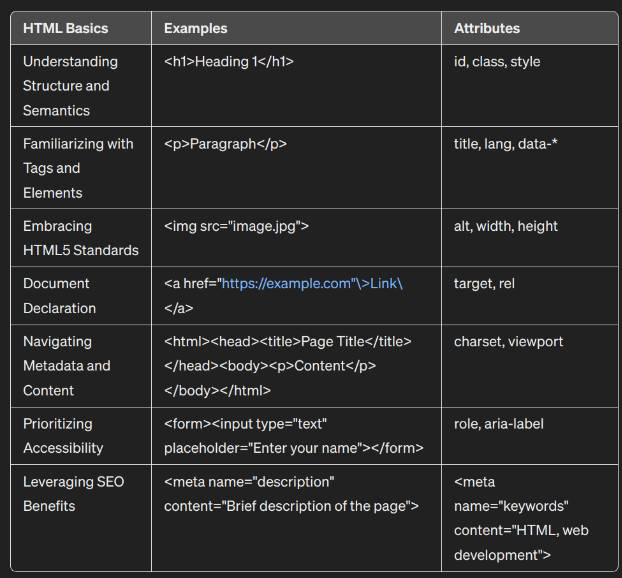 HTML Basics Examples Attributes
Understanding <h1>Heading 1</h1> id, class, style
Structure and
Semantics
Familiarizing with <p>Paragraph</p> title, lang, data-*
Tags and
Elements
Embracing <img src="image.jpg"> alt, width, height
HTML5 Standards
Document <a href="https://example.com"\>Link\ target, rel
Declaration </a>
Navigating <html><head><title>Page Title</title> charset, viewport
Metadata and </head><body><p>Content</p>
Content </body></html>
Prioritizing <form><input type="text" role, aria-label
Accessibility placeholder="Enter your name"></form>
Leveraging SEO <meta name="description" <meta
Benefits content="Brief description of the page"> name="keywords"
content="HTML, web
development">